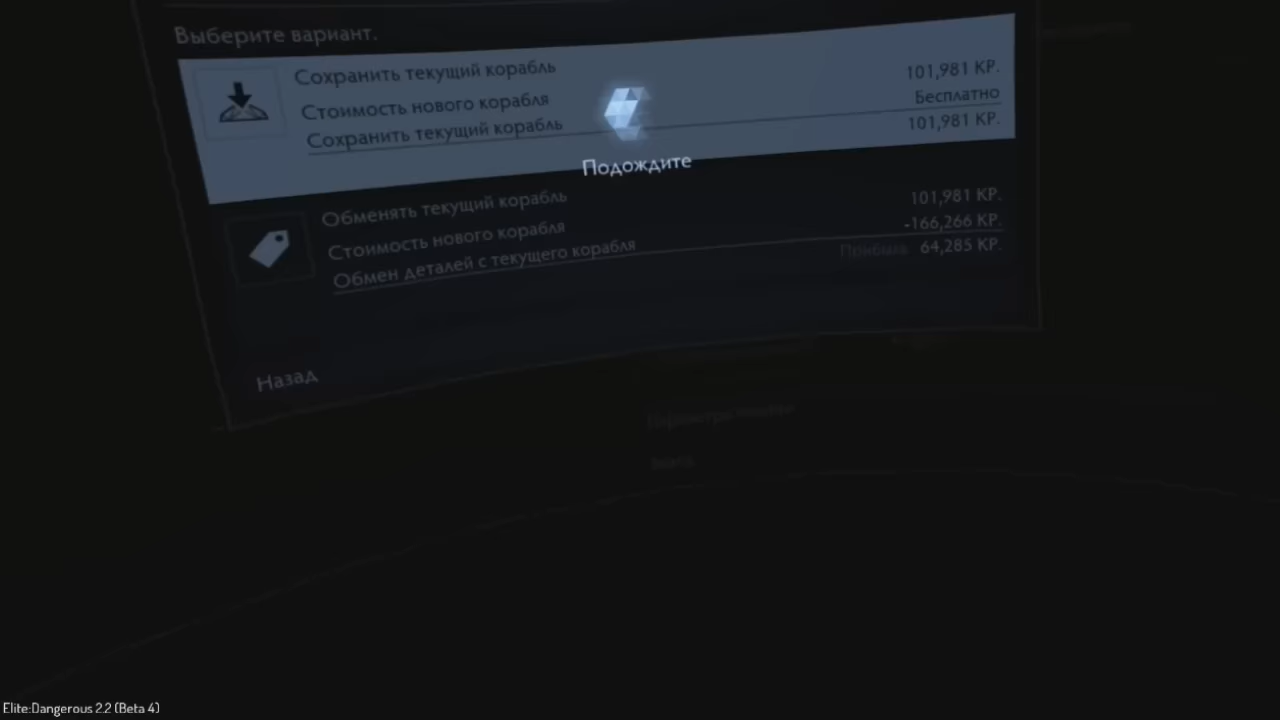 Выберите вариант.
Сохранить текущий корабль
Стоимость нового корабля 101,981 КР.
Сохранить текущий корабль Бесплатно
101,981 КР.
Подождите
Обменять текущий корабль
Стоимость нового корабля 101,981 КР.
Обмен деталей с текущего корабля -166,266 КР.
Прибыль 64,285 КР.
Назад
Elite:Dangerous 2.2 (Beta 4)